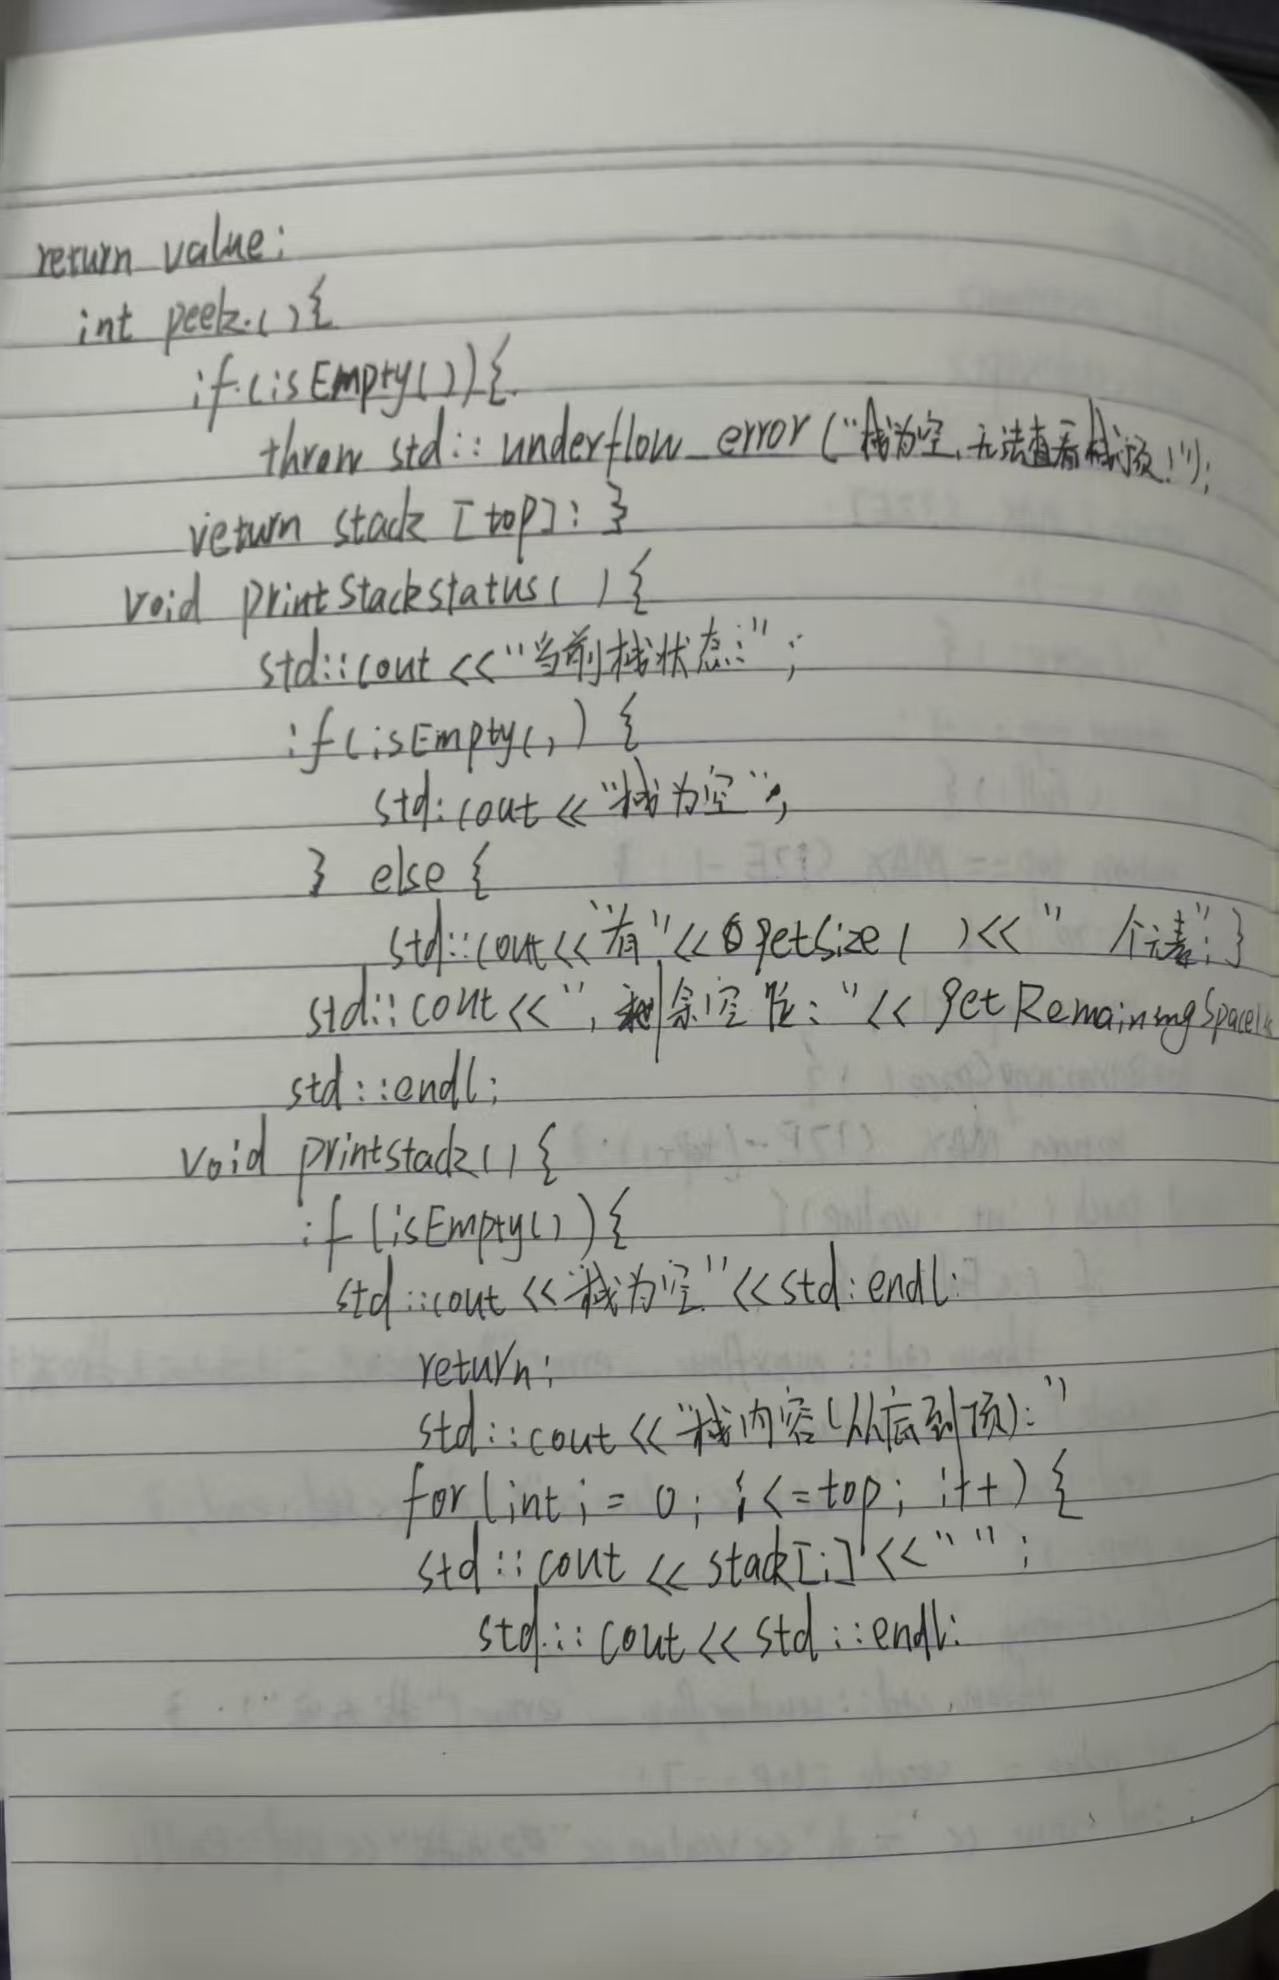 return value;
int peek.(){
if.(isEmpty()){.
throw std::underflow_error("栈为空,无法查看栈顶!");
return stack [top]; }
void printStackstatus( ) {
std::cout <<"当前栈状态:";
if(isEmpty(,) {
std:cout << "栈为空";
} else {
std::cout<<"有"<< getSize ( )<<" 个元素";}
std::cout <<", 剩余空间:"<< getRemainingSpace()<<
std::endl;
void printstack() {
if (isEmpty()){
std::cout <<"栈为空"<<std:endl;
return;
std::cout <<"栈内容(从底到顶):"
for(int i = 0; i<=top; i++) {
std::cout << stack[i] <<" ";
std::cout << std::endl;